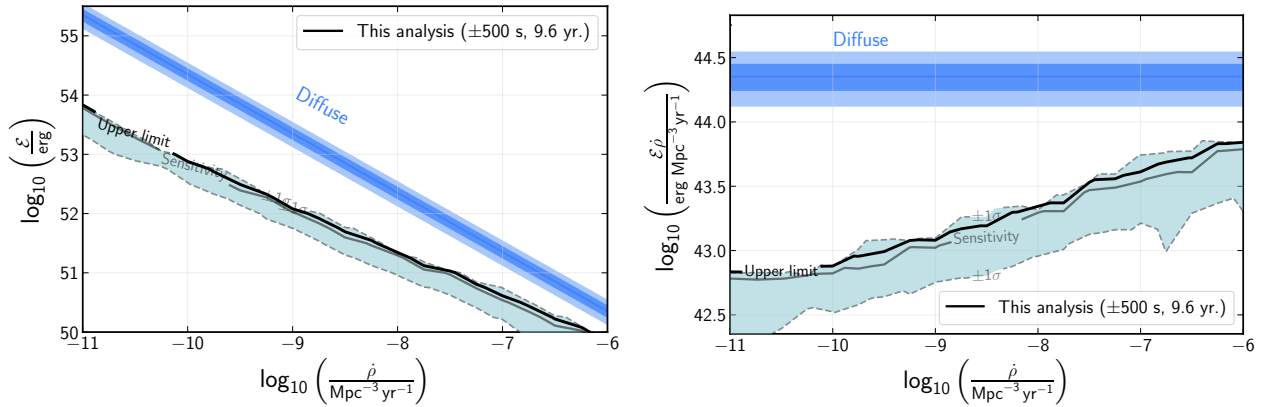 This analysis (±500 s, 9.6 yr.)
Diffuse
Upper limit
Sensitivity
±1σ
1σ
55
54
53
52
51
50
log₁₀ (ℰ / erg)
−11 −10 −9 −8 −7 −6
log₁₀ (ρ̇ / Mpc⁻³ yr⁻¹)
Diffuse
±1σ
Sensitivity
Upper limit
±1σ
This analysis (±500 s, 9.6 yr.)
44.5
44.0
43.5
43.0
42.5
log₁₀ (ℰρ̇ / erg Mpc⁻³ yr⁻¹)
−11 −10 −9 −8 −7 −6
log₁₀ (ρ̇ / Mpc⁻³ yr⁻¹)